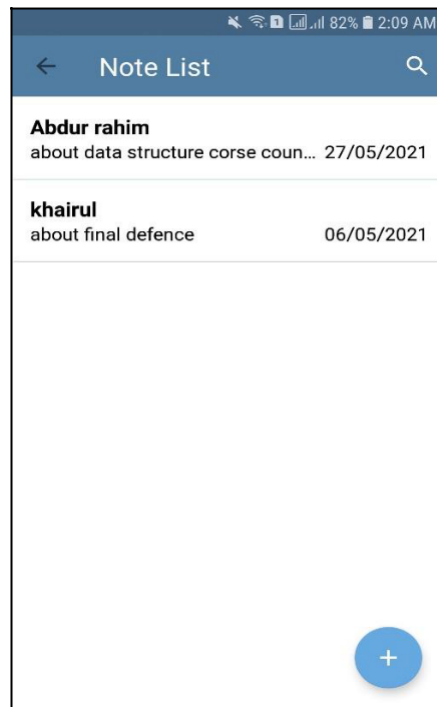 82% 2:09 AM
Note List
Abdur rahim
about data structure corse coun... 27/05/2021
khairul
about final defence 06/05/2021